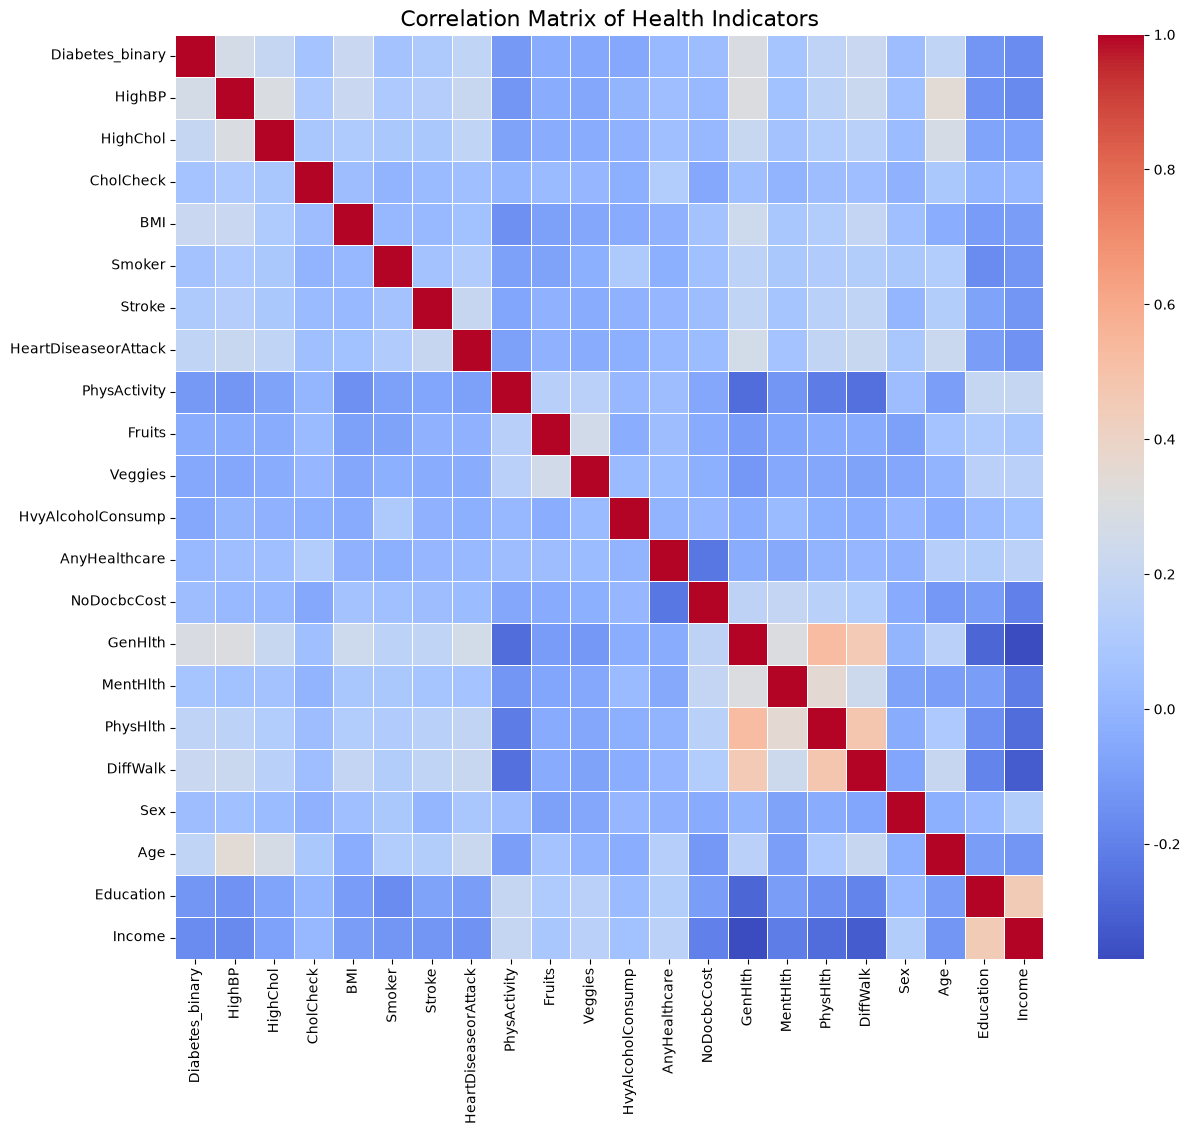 Correlation Matrix of Health Indicators
Diabetes_binary
HighBP
HighChol
CholCheck
BMI
Smoker
Stroke
HeartDiseaseorAttack
PhysActivity
Fruits
Veggies
HvyAlcoholConsump
AnyHealthcare
NoDocbcCost
GenHlth
MentHlth
PhysHlth
DiffWalk
Sex
Age
Education
Income
Diabetes_binary
HighBP
HighChol
CholCheck
BMI
Smoker
Stroke
HeartDiseaseorAttack
PhysActivity
Fruits
Veggies
HvyAlcoholConsump
AnyHealthcare
NoDocbcCost
GenHlth
MentHlth
PhysHlth
DiffWalk
Sex
Age
Education
Income
1.0
0.8
0.6
0.4
0.2
0.0
-0.2